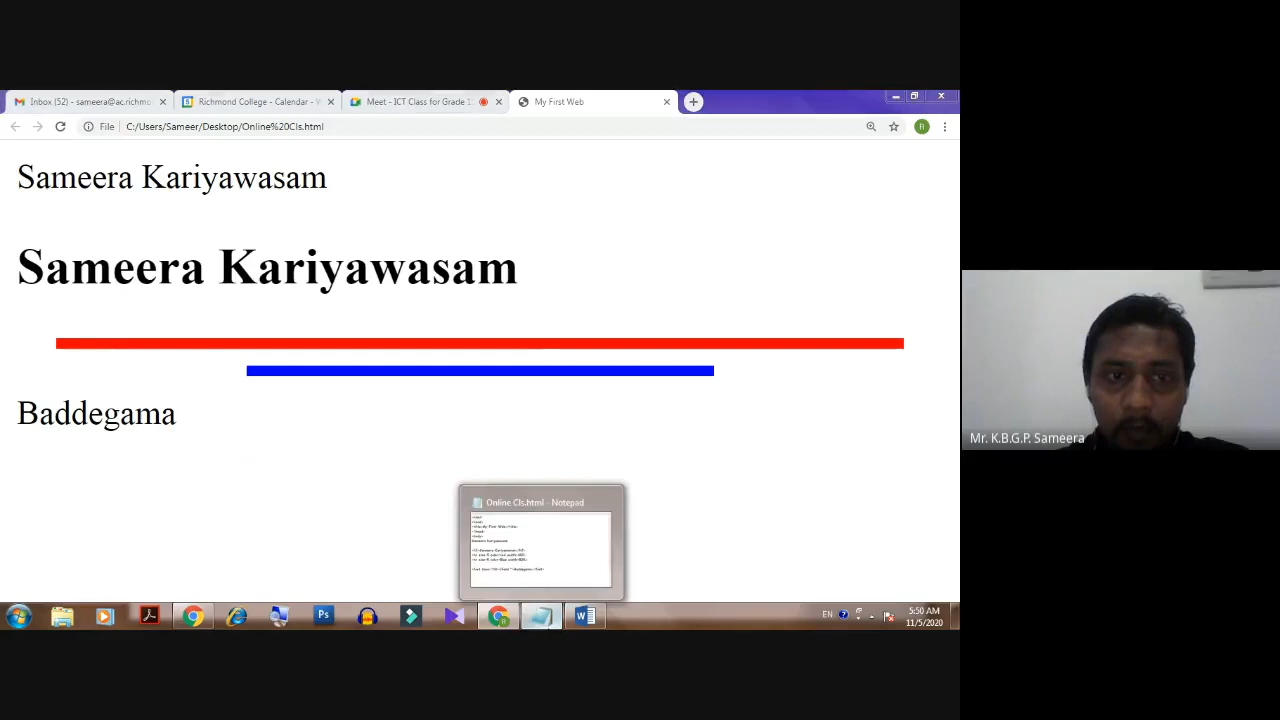 Inbox (52) - sameera@ac.richmo
Richmond College - Calendar - W
Meet - ICT Class for Grade 1
My First Web
File
C:/Users/Sameer/Desktop/Online%20Cls.html
R
Sameera Kariyawasam
Sameera Kariyawasam
Baddegama
Mr. K.B.G.P. Sameera
Online Cls.html - Notepad
Ps
EN
5:50 AM
11/5/2020